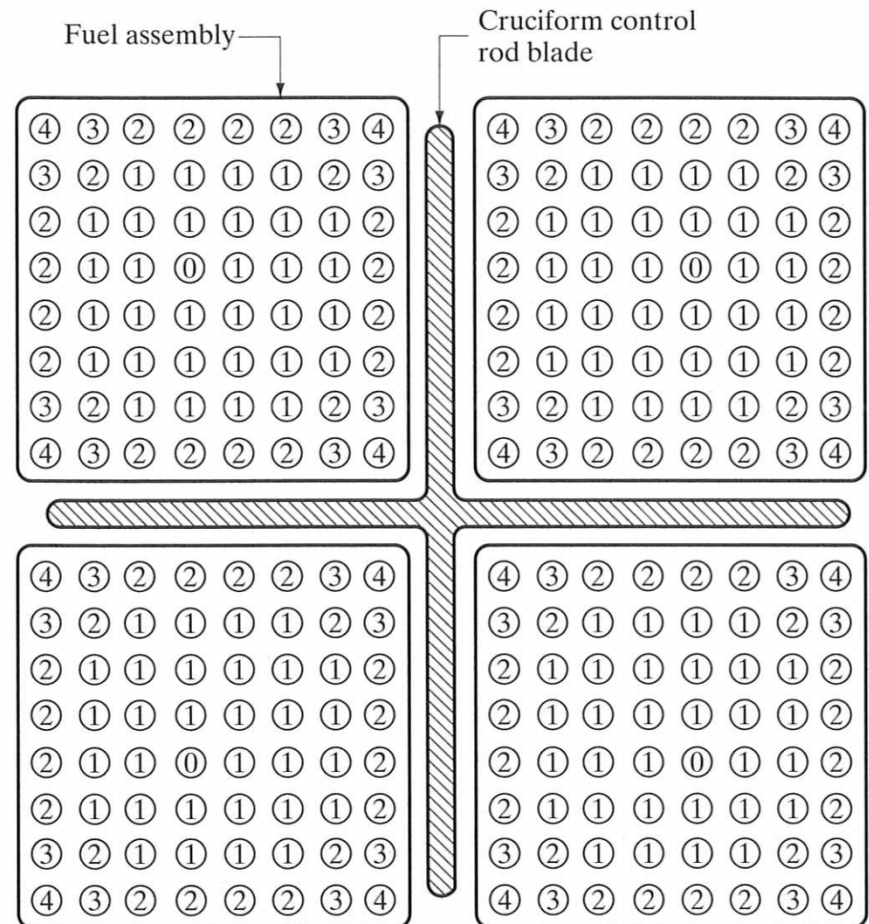 Fuel assembly
Cruciform control
rod blade
4 3 2 2 2 2 3 4 4 3 2 2 2 2 3 4
3 2 1 1 1 1 2 3 3 2 1 1 1 1 2 3
2 1 1 1 1 1 1 2 2 1 1 1 1 1 1 2
2 1 1 0 1 1 1 2 2 1 1 1 0 1 1 2
2 1 1 1 1 1 1 2 2 1 1 1 1 1 1 2
2 1 1 1 1 1 1 2 2 1 1 1 1 1 1 2
3 2 1 1 1 1 2 3 3 2 1 1 1 1 2 3
4 3 2 2 2 2 3 4 4 3 2 2 2 2 3 4
4 3 2 2 2 2 3 4 4 3 2 2 2 2 3 4
3 2 1 1 1 1 2 3 3 2 1 1 1 1 2 3
2 1 1 1 1 1 1 2 2 1 1 1 1 1 1 2
2 1 1 1 1 1 1 2 2 1 1 1 1 1 1 2
2 1 1 0 1 1 1 2 2 1 1 1 0 1 1 2
2 1 1 1 1 1 1 2 2 1 1 1 1 1 1 2
3 2 1 1 1 1 2 3 3 2 1 1 1 1 2 3
4 3 2 2 2 2 3 4 4 3 2 2 2 2 3 4